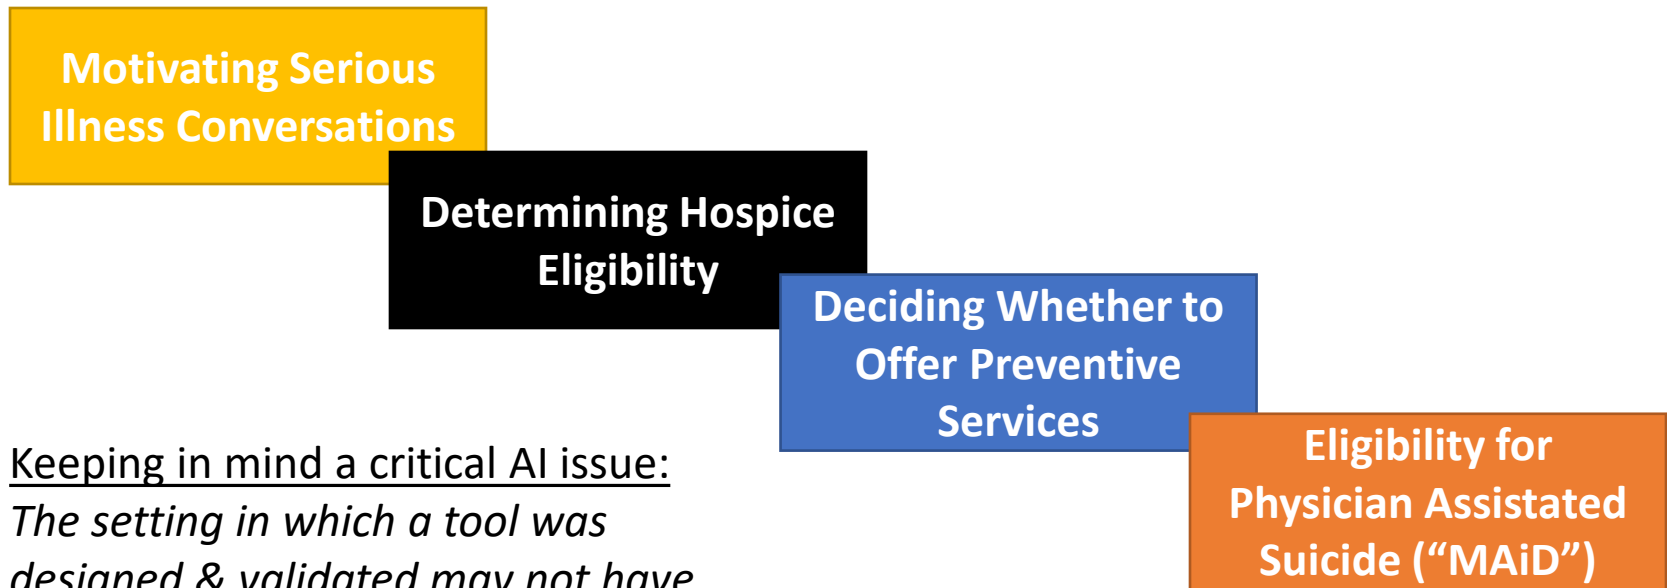 Motivating Serious
Illness Conversations
Determining Hospice
Eligibility
Deciding Whether to
Offer Preventive
Services
Eligibility for
Physician Assistated
Suicide (“MAiD”)
Keeping in mind a critical AI issue:
The setting in which a tool was
designed & validated may not have